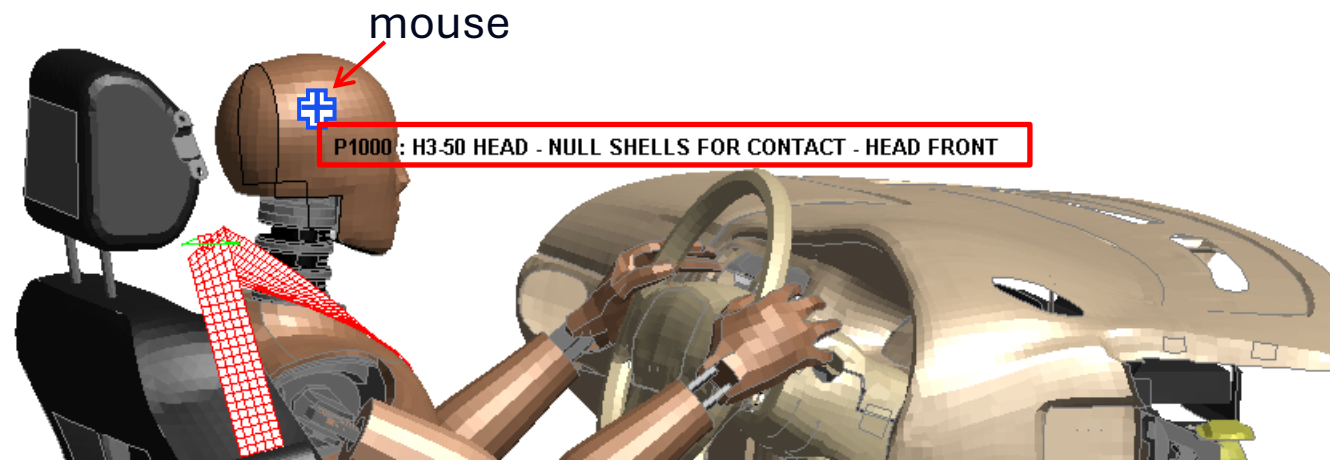 mouse
P1000 : H3-50 HEAD - NULL SHELLS FOR CONTACT - HEAD FRONT